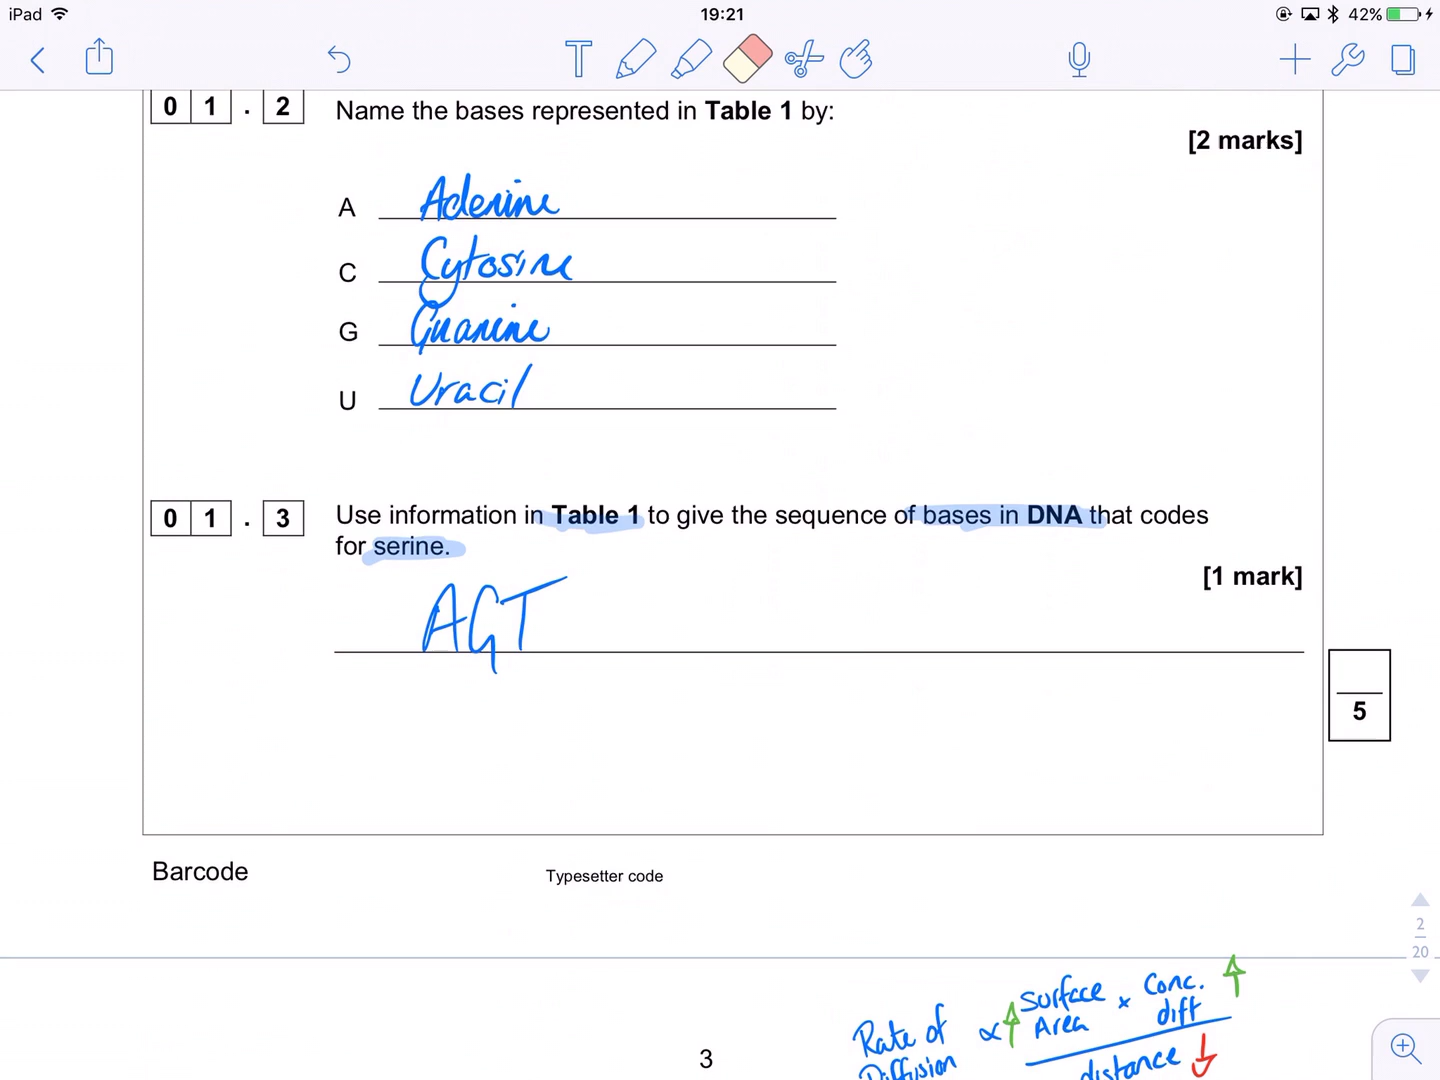 iPad 19:21 42%
T
0 1 . 2 Name the bases represented in Table 1 by:
[2 marks]
A Adenine
C Cytosine
G Guanine
U Uracil
0 1 . 3 Use information in Table 1 to give the sequence of bases in DNA that codes
for serine.
[1 mark]
AGT
5
Barcode Typesetter code
2
20
3
Rate of Diffusion ∝ Surface Area × Conc. diff
distance